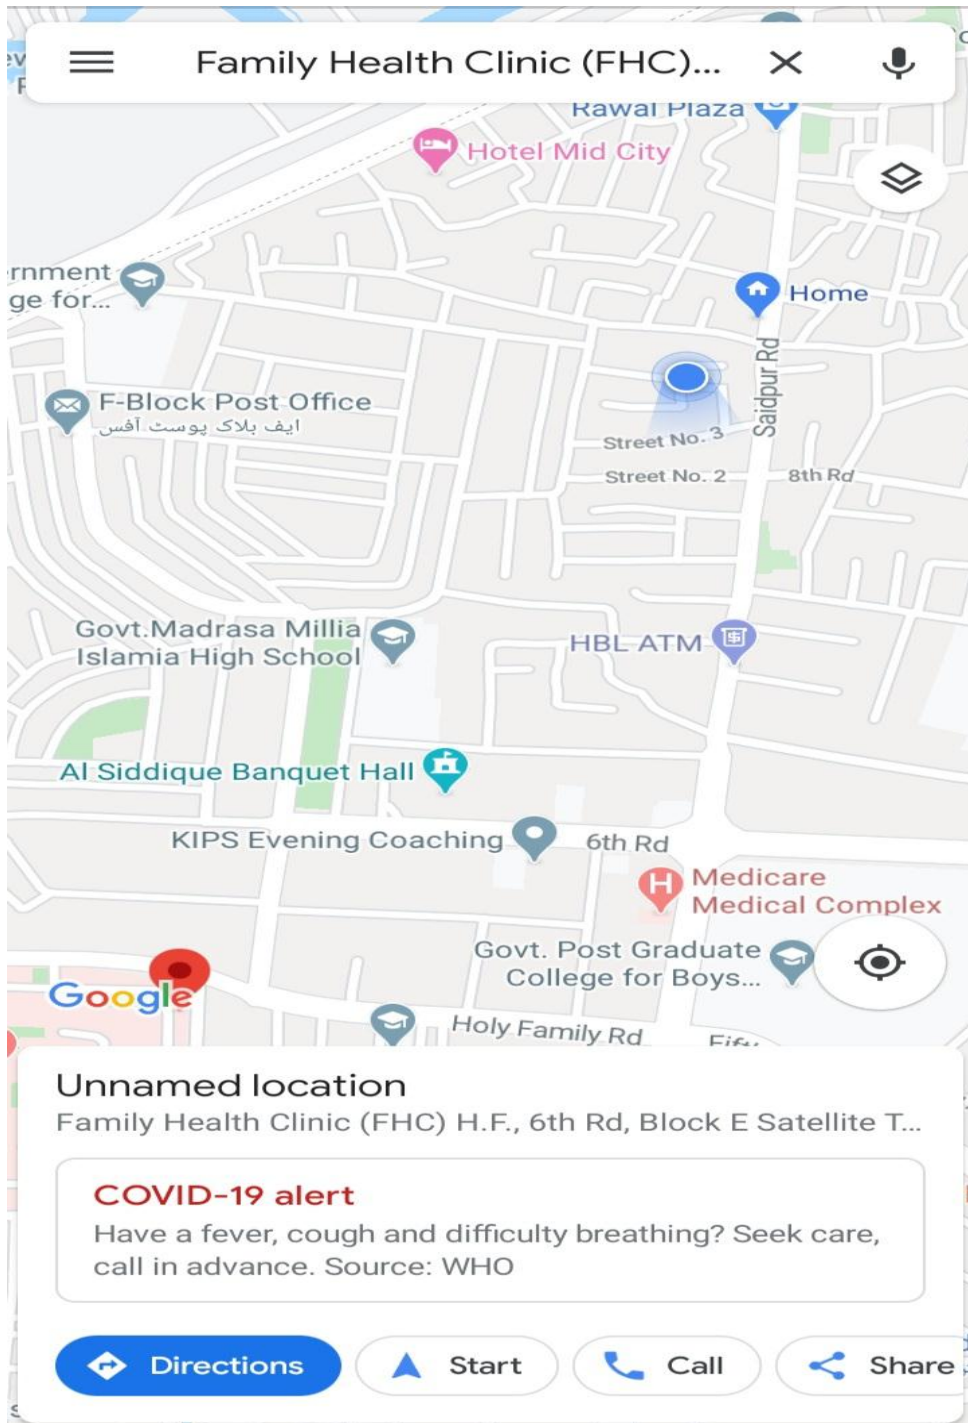 Family Health Clinic (FHC)...
Rawal Plaza
Hotel Mid City
rnment
ge for...
Home
F-Block Post Office
ایف بلاک پوسٹ آفس
Saidpur Rd
Street No. 3
Street No. 2
8th Rd
Govt.Madrasa Millia
Islamia High School
HBL ATM
Al Siddique Banquet Hall
KIPS Evening Coaching
6th Rd
Medicare
Medical Complex
Govt. Post Graduate
College for Boys...
Google
Holy Family Rd
Unnamed location
Family Health Clinic (FHC) H.F., 6th Rd, Block E Satellite T...
COVID-19 alert
Have a fever, cough and difficulty breathing? Seek care,
call in advance. Source: WHO
Directions
Start
Call
Share